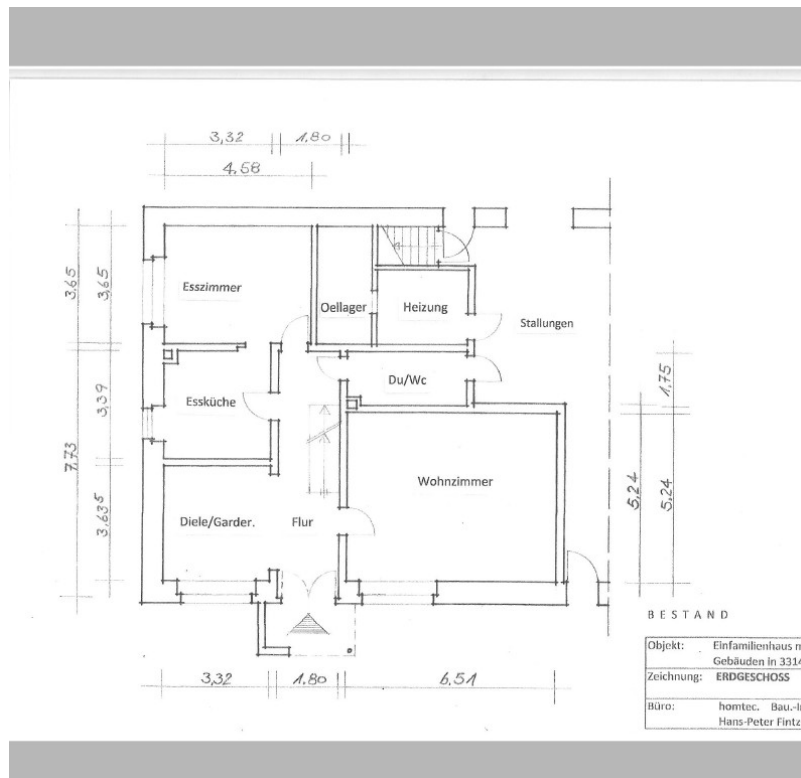 3,32 1,80
4,58
3,65 3,65
Esszimmer
Oellager
Heizung
Stallungen
Du/Wc
1,75
Essküche
3,39
7,73
Wohnzimmer
5,24 5,24
3,635
Diele/Garder. Flur
BESTAND
3,32 1,80 6,51
Objekt: Einfamilienhaus
Gebäuden in 3314
Zeichnung: ERDGESCHOSS
Büro: homtec. Bau.-I
Hans-Peter Fintz